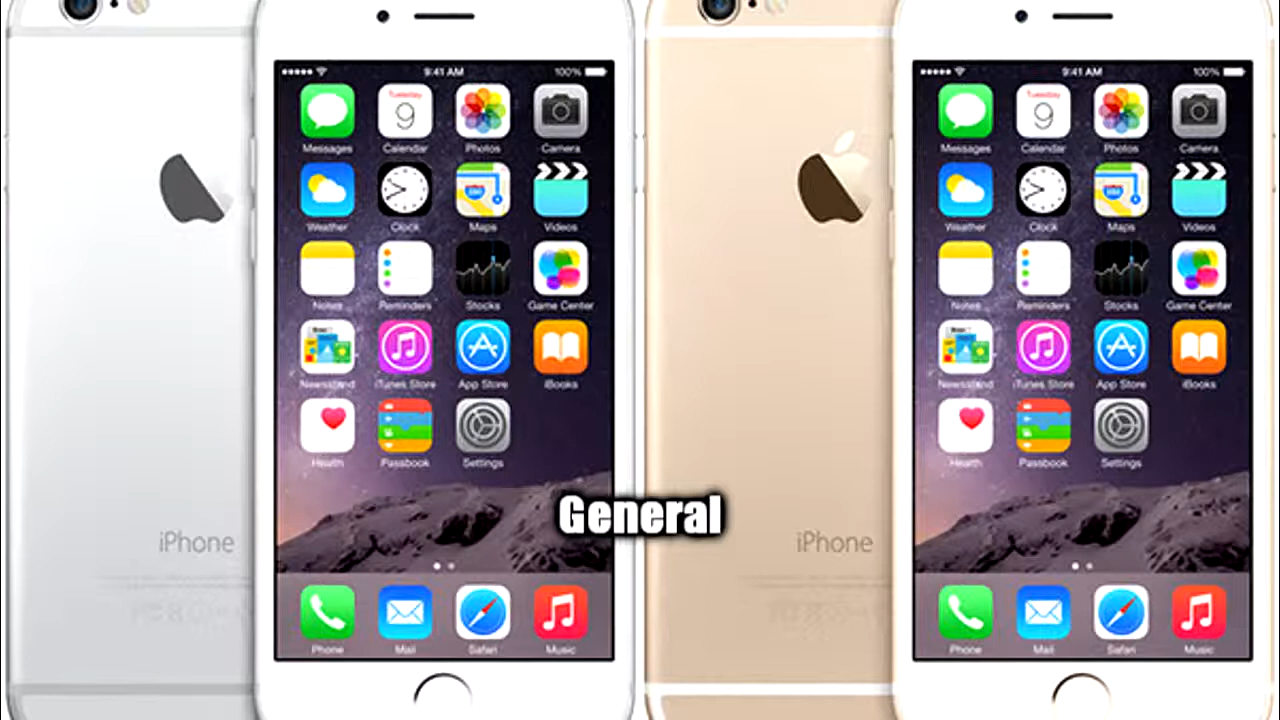 9:41 AM 100%
Tuesday
9
Messages Calendar Photos Camera
Weather Clock Maps Videos
Notes Reminders Stocks Game Center
Newsstand iTunes Store App Store iBooks
Health Passbook Settings
Phone Mail Safari Music
iPhone
9:41 AM 100%
Tuesday
9
Messages Calendar Photos Camera
Weather Clock Maps Videos
Notes Reminders Stocks Game Center
Newsstand iTunes Store App Store iBooks
Health Passbook Settings
Phone Mail Safari Music
iPhone
General